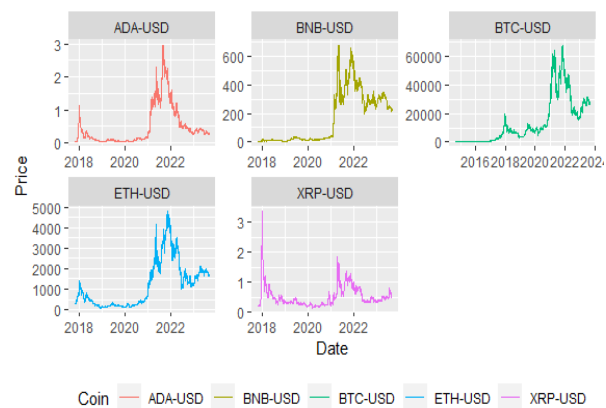 ADA-USD BNB-USD BTC-USD
3
2
1
0
2018 2020 2022
600
400
200
0
2018 2020 2022
60000
40000
20000
0
2016 2018 2020 2022 2024
Price
ETH-USD XRP-USD
5000
4000
3000
2000
1000
0
2018 2020 2022
3
2
1
0
2018 2020 2022
Date
Coin ADA-USD BNB-USD BTC-USD ETH-USD XRP-USD